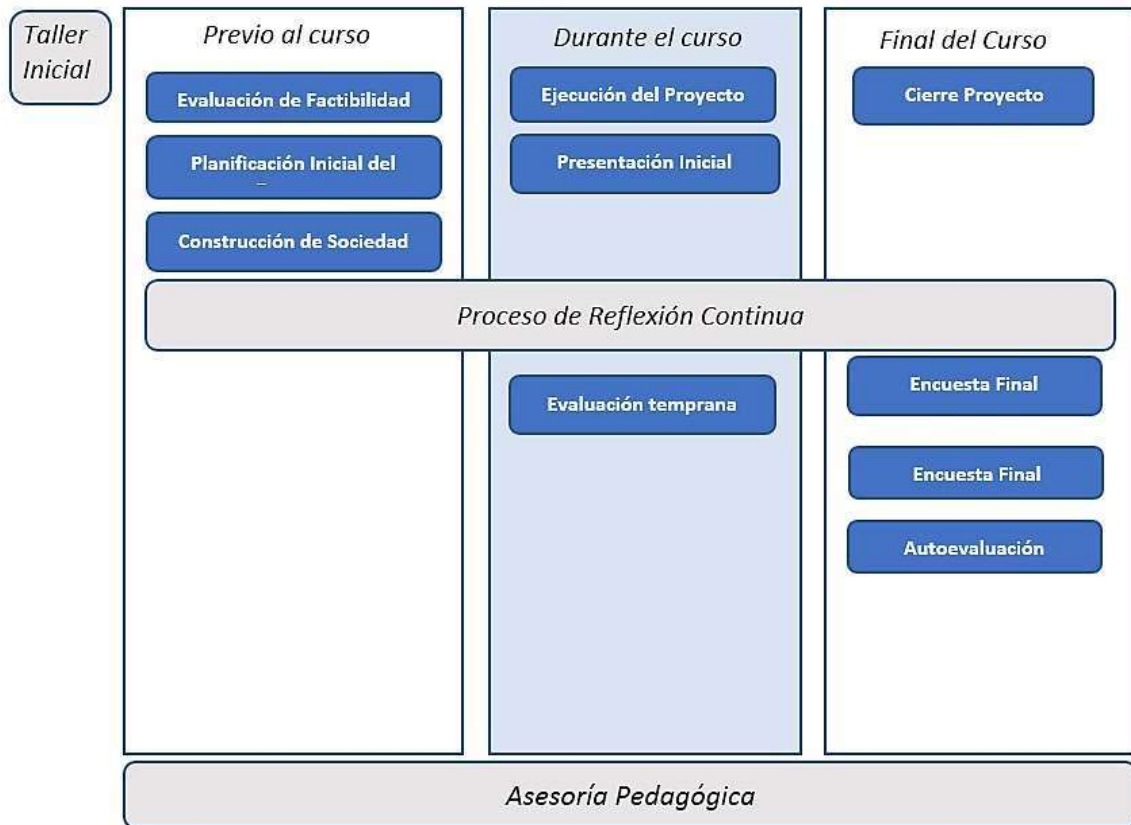 Taller
Inicial
Previo al curso
Evaluación de Factibilidad
Planificación Inicial del
Construcción de Sociedad
Durante el curso
Ejecución del Proyecto
Presentación Inicial
Final del Curso
Cierre Proyecto
Proceso de Reflexión Continua
Evaluación temprana
Encuesta Final
Encuesta Final
Autoevaluación
Asesoría Pedagógica